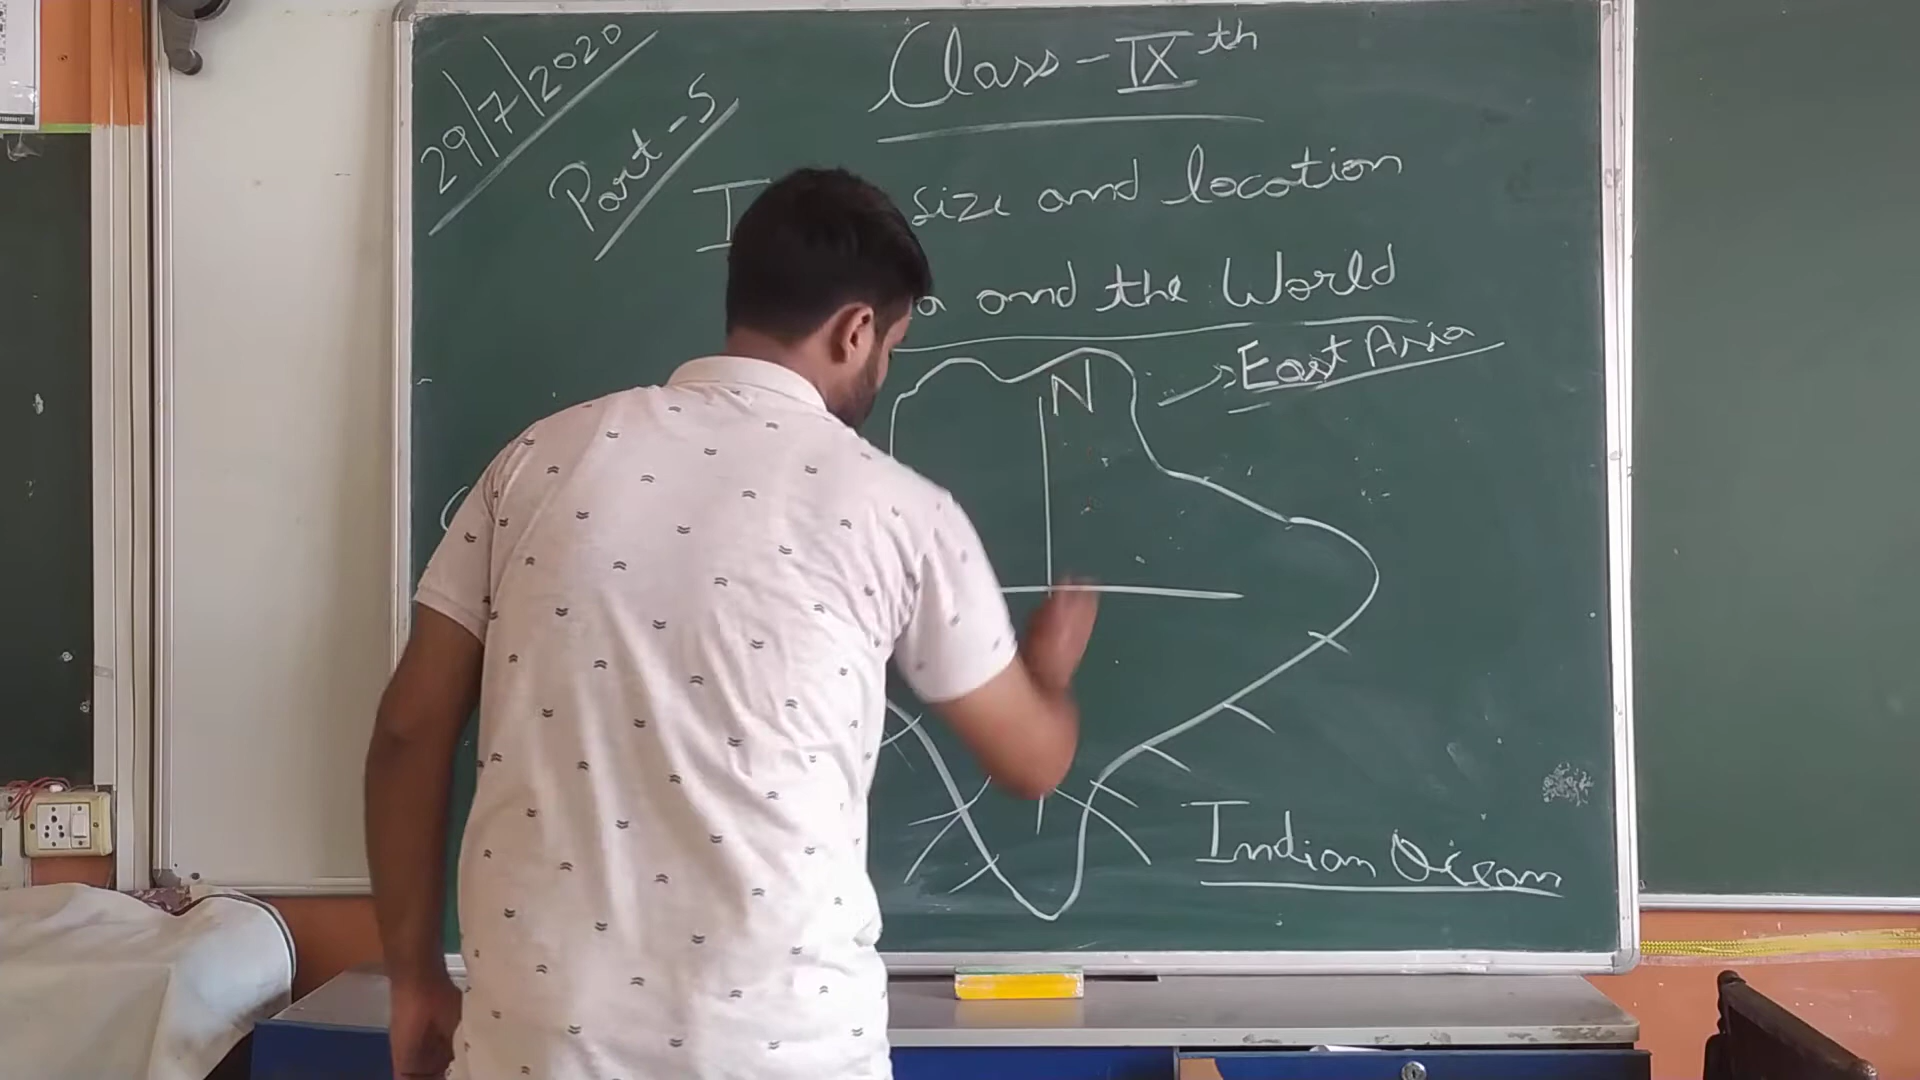 29/7/2020
Part-5
Class-IXth
size and location
and the World
East Asia
N
Indian Ocean